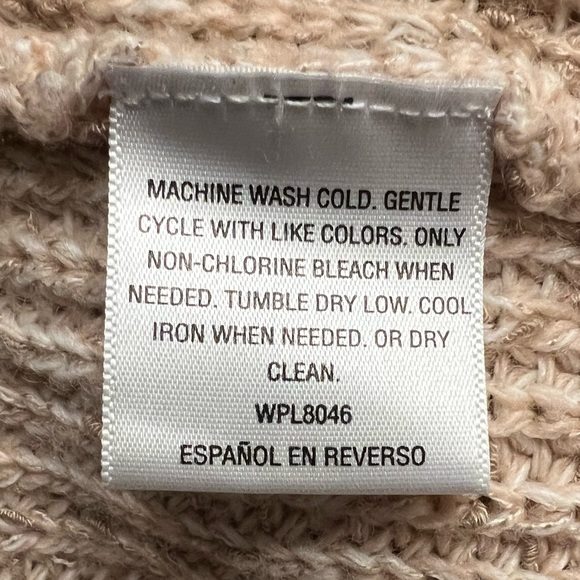 MACHINE WASH COLD. GENTLE
CYCLE WITH LIKE COLORS. ONLY
NON-CHLORINE BLEACH WHEN
NEEDED. TUMBLE DRY LOW. COOL
IRON WHEN NEEDED. OR DRY
CLEAN.
WPL8046
ESPAÑOL EN REVERSO